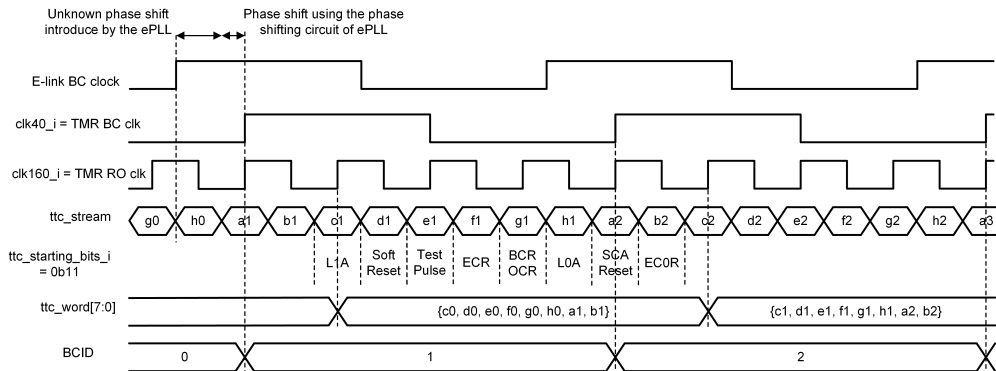 Unknown phase shift
introduce by the ePLL
Phase shift using the phase
shifting circuit of ePLL
E-link BC clock
clk40_i = TMR BC clk
clk160_i = TMR RO clk
ttc_stream
g0 h0 a1 b1 c1 d1 e1 f1 g1 h1 a2 b2 c2 d2 e2 f2 g2 h2 a3
ttc_starting_bits_i
= 0b11
L1A
Soft
Reset
Test
Pulse
ECR
BCR
OCR
L0A
SCA
Reset
EC0R
ttc_word[7:0]
{c0, d0, e0, f0, g0, h0, a1, b1}
{c1, d1, e1, f1, g1, h1, a2, b2}
BCID
0 1 2